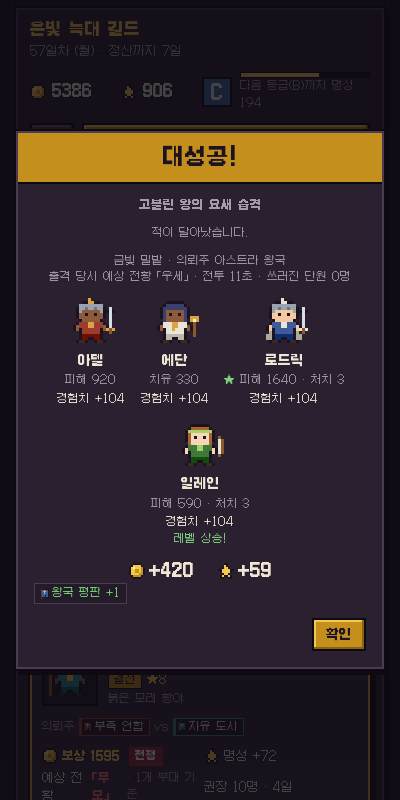 은빛 늑대 길드
57일차 (월) · 정산까지 7일
5386 906 C 다음 등급(B)까지 명성 194
대성공!
고블린 왕의 요새 습격
적이 달아났습니다.
금빛 밀밭 · 의뢰주 아스트라 왕국
출격 당시 예상 전황 「우세」 · 전투 11초 · 쓰러진 단원 0명
아델 에단 로드릭
피해 920 치유 330 ★ 피해 1640 · 처치 3
경험치 +104 경험치 +104 경험치 +104
일레인
피해 590 · 처치 3
경험치 +104
레벨 상승!
+420 +59
왕국 평판 +1
확인
★8
붉은 모래 황야
의뢰주 부족 연합 vs 자유 도시
보상 1595 전쟁 명성 +72
예상 전황 「무모」 권장 10명 · 4일